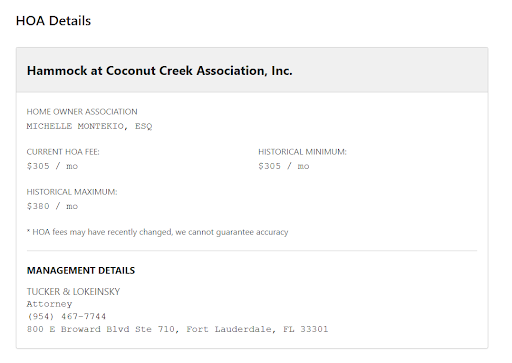 HOA Details
Hammock at Coconut Creek Association, Inc.
HOME OWNER ASSOCIATION
MICHELLE MONTEKIO, ESQ
CURRENT HOA FEE:
$305 / mo
HISTORICAL MINIMUM:
$305 / mo
HISTORICAL MAXIMUM:
$380 / mo
* HOA fees may have recently changed, we cannot guarantee accuracy
MANAGEMENT DETAILS
TUCKER & LOKEINSKY
Attorney
(954) 467-7744
800 E Broward Blvd Ste 710, Fort Lauderdale, FL 33301